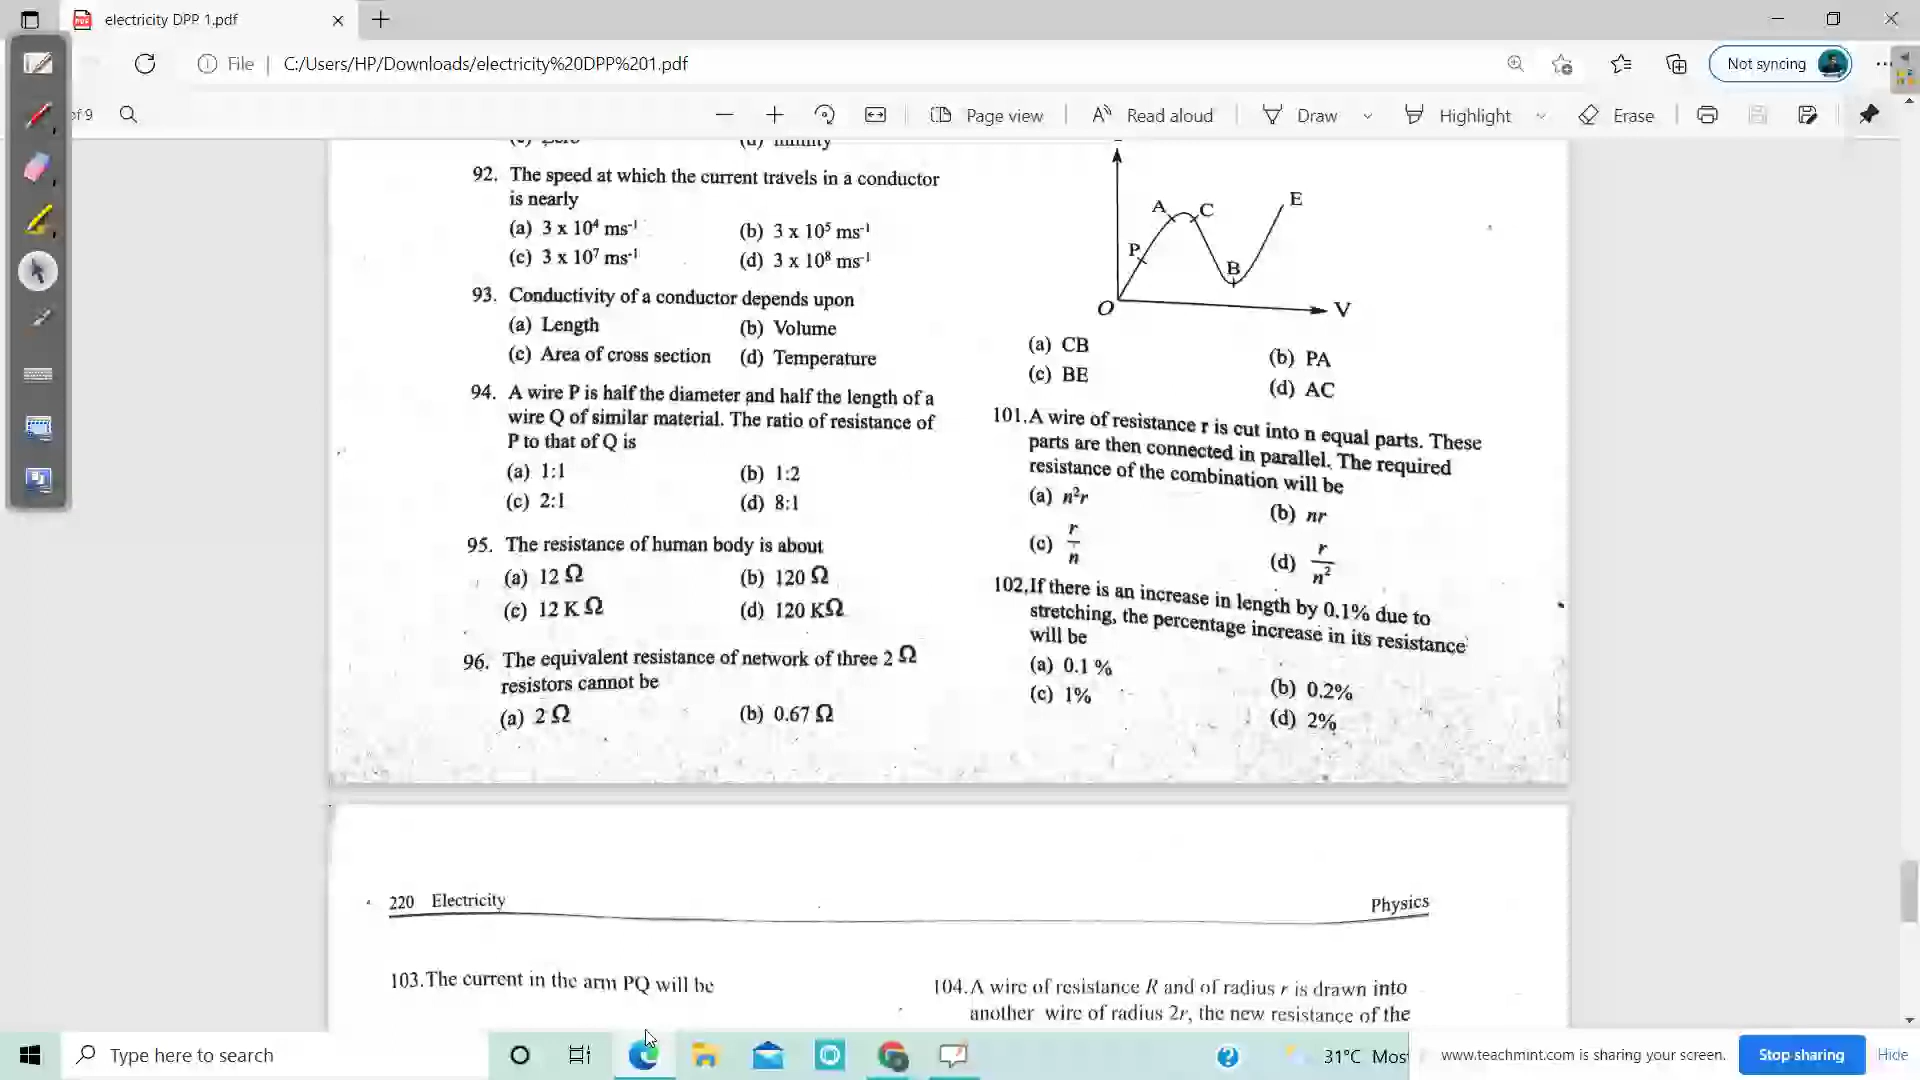 electricity DPP 1.pdf
File
C:/Users/HP/Downloads/electricity%20DPP%201.pdf
Not syncing
of 9
Page view
Read aloud
Draw
Highlight
Erase
92. The speed at which the current travels in a conductor
is nearly
(a) 3 x 10⁴ ms⁻¹ (b) 3 x 10⁵ ms⁻¹
(c) 3 x 10⁷ ms⁻¹ (d) 3 x 10⁸ ms⁻¹
93. Conductivity of a conductor depends upon
(a) Length (b) Volume
(c) Area of cross section (d) Temperature
94. A wire P is half the diameter and half the length of a
wire Q of similar material. The ratio of resistance of
P to that of Q is
(a) 1:1 (b) 1:2
(c) 2:1 (d) 8:1
95. The resistance of human body is about
(a) 12 Ω (b) 120 Ω
(c) 12 K Ω (d) 120 KΩ
96. The equivalent resistance of network of three 2 Ω
resistors cannot be
(a) 2 Ω (b) 0.67 Ω
A C E
P
B
O V
(a) CB (b) PA
(c) BE (d) AC
101. A wire of resistance r is cut into n equal parts. These
parts are then connected in parallel. The required
resistance of the combination will be
(a) n²r (b) nr
(c) r/n (d) r/n²
102. If there is an increase in length by 0.1% due to
stretching, the percentage increase in its resistance
will be
(a) 0.1 % (b) 0.2%
(c) 1% (d) 2%
220 Electricity Physics
103. The current in the arm PQ will be
104. A wire of resistance R and of radius r is drawn into
another wire of radius 2r, the new resistance of the
Type here to search
31°C Mos
www.teachmint.com is sharing your screen.
Stop sharing
Hide